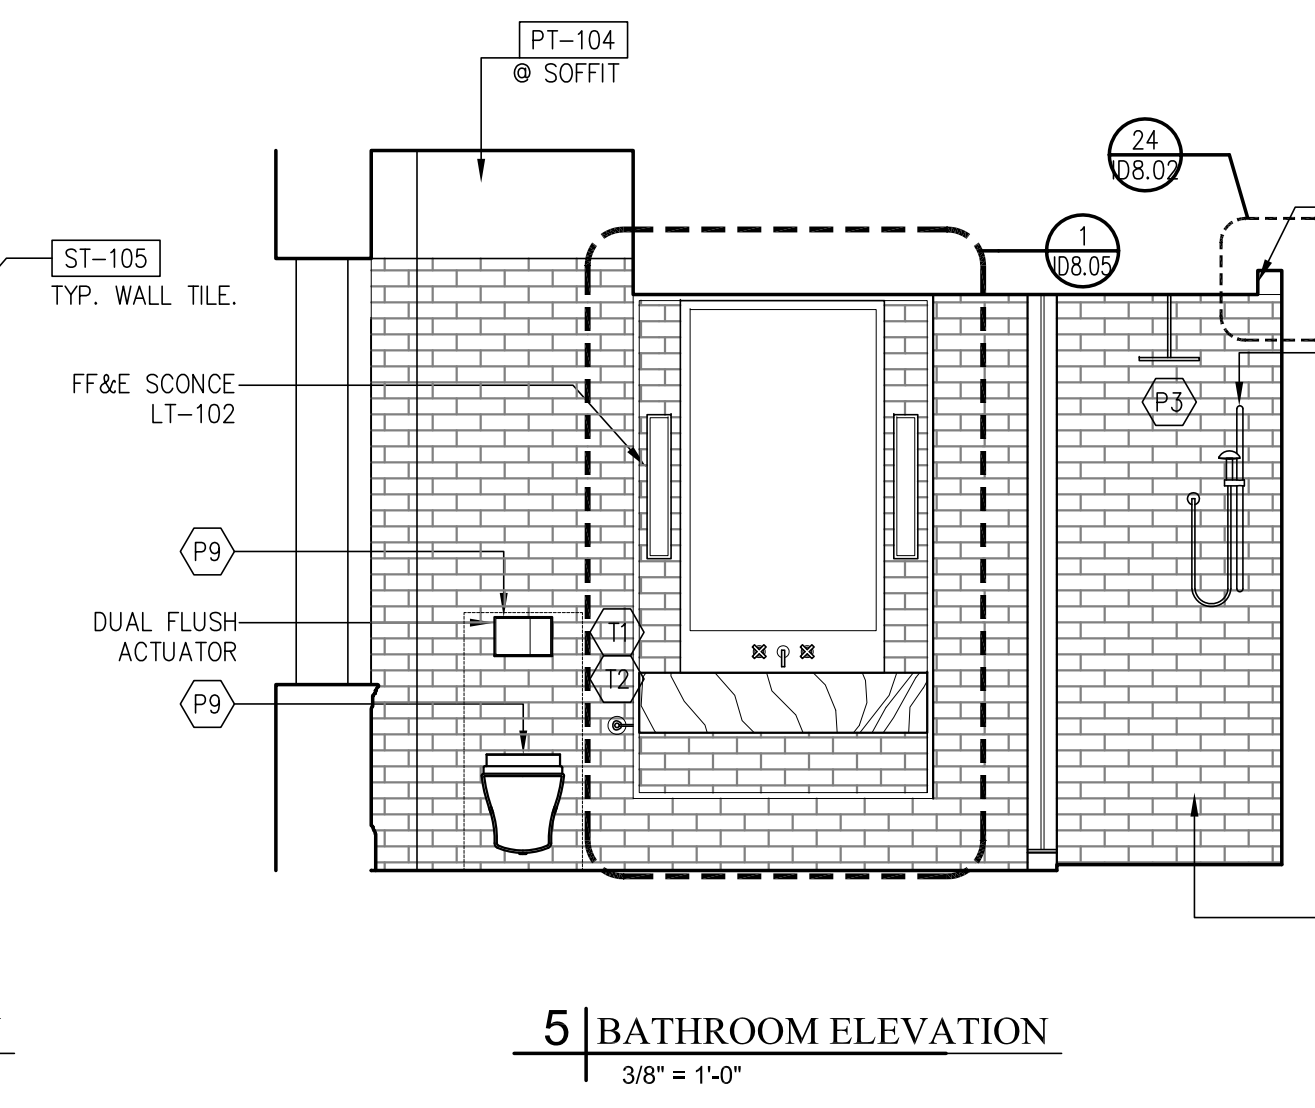 PT-104
@ SOFFIT
24
ID8.02
1
ID8.05
ST-105
TYP. WALL TILE.
FF&E SCONCE
LT-102
P3
P9
DUAL FLUSH
ACTUATOR
T1
T2
P9
5 BATHROOM ELEVATION
3/8" = 1'-0"